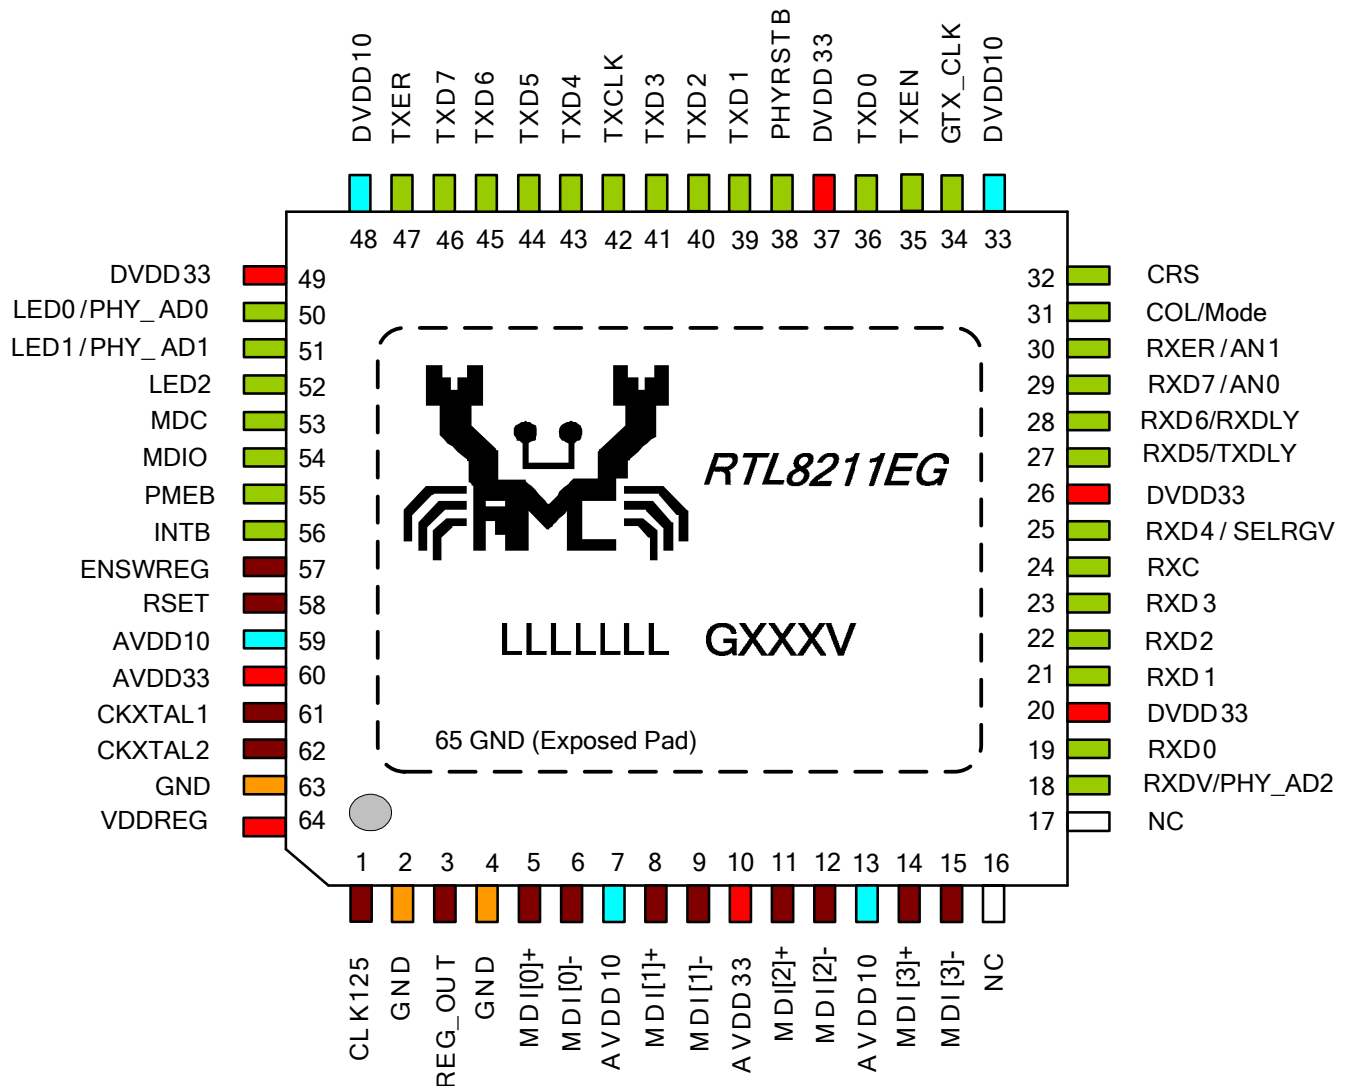 DVDD10
TXER
TXD7
TXD6
TXD5
TXD4
TXCLK
TXD3
TXD2
TXD1
PHYRSTB
DVDD33
TXD0
TXEN
GTX_CLK
DVDD10
48 47 46 45 44 43 42 41 40 39 38 37 36 35 34 33
DVDD33 49
LED0/PHY_AD0 50
LED1/PHY_AD1 51
LED2 52
MDC 53
MDIO 54
PMEB 55
INTB 56
ENSWREG 57
RSET 58
AVDD10 59
AVDD33 60
CKXTAL1 61
CKXTAL2 62
GND 63
VDDREG 64
RTL8211EG
LLLLLLL GXXXV
65 GND (Exposed Pad)
32 CRS
31 COL/Mode
30 RXER/AN1
29 RXD7/AN0
28 RXD6/RXDLY
27 RXD5/TXDLY
26 DVDD33
25 RXD4/SELRGV
24 RXC
23 RXD3
22 RXD2
21 RXD1
20 DVDD33
19 RXD0
18 RXDV/PHY_AD2
17 NC
1 2 3 4 5 6 7 8 9 10 11 12 13 14 15 16
CLK125
GND
REG_OUT
GND
MDI[0]+
MDI[0]-
AVDD10
MDI[1]+
MDI[1]-
AVDD33
MDI[2]+
MDI[2]-
AVDD10
MDI[3]+
MDI[3]-
NC